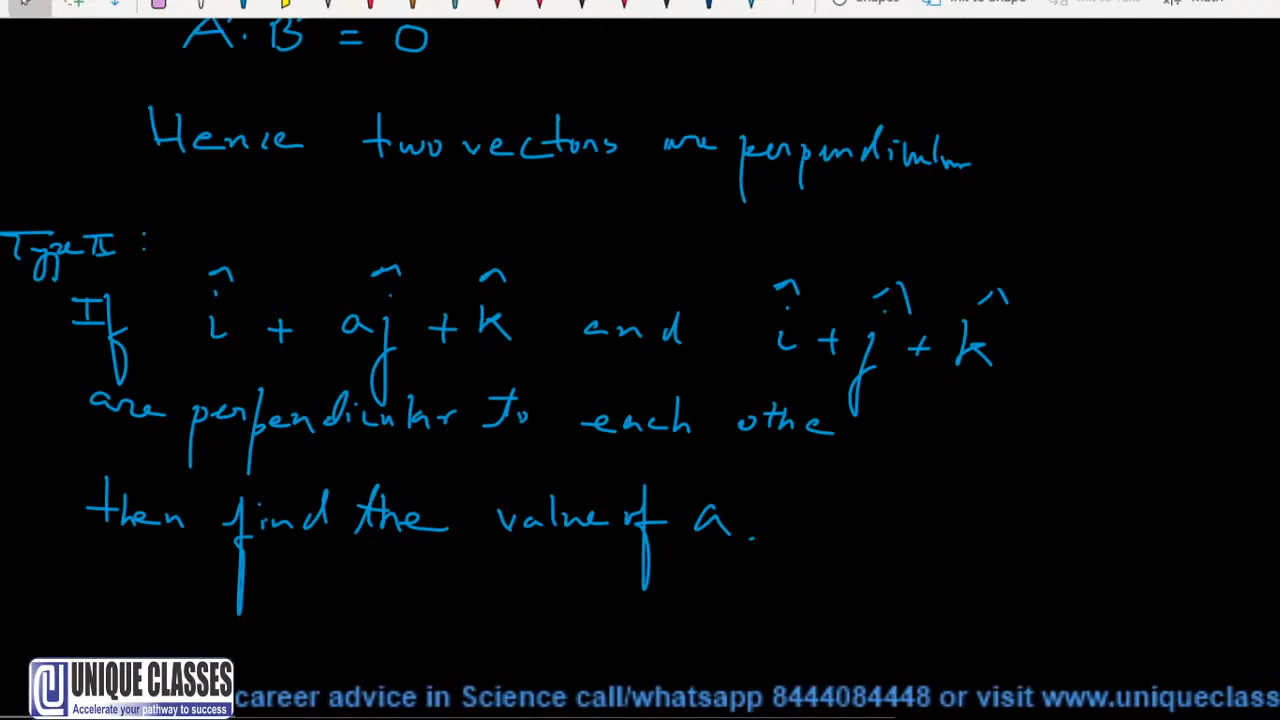 A · B = 0
Hence two vectors are perpendicular
Type II :
If î + aĵ + k̂ and î + ĵ + k̂
are perpendicular to each othe
then find the value of a.
UNIQUE CLASSES
Accelerate your pathway to success
career advice in Science call/whatsapp 8444084448 or visit www.uniqueclass